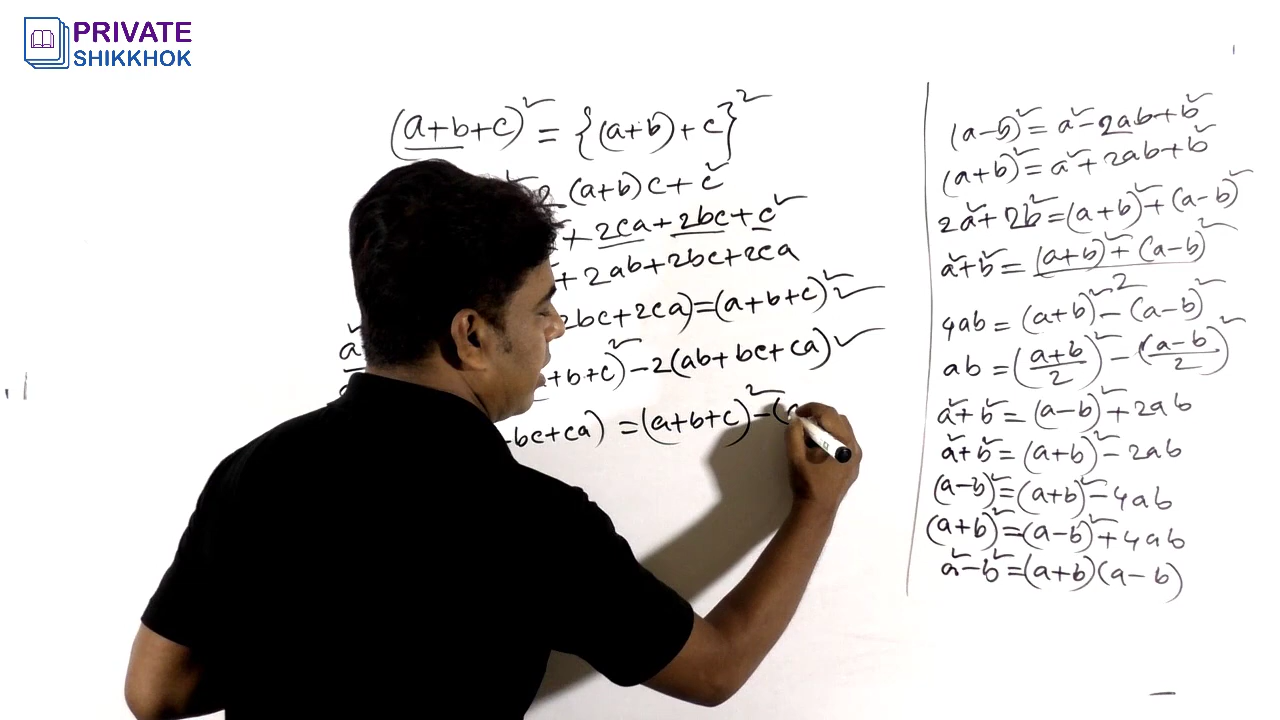 PRIVATE
SHIKKHOK
(a+b+c)² = {(a+b)+c}²
2(a+b)c+c²
+ 2ca+2bc+c²
+ 2ab+2bc+2ca
2bc+2ca)=(a+b+c)²
a²
+b+c)²-2(ab+bc+ca)
bc+ca) =(a+b+c)²-(
(a-b)²= a²-2ab+b²
(a+b)²= a²+2ab+b²
2a²+2b²=(a+b)²+(a-b)²
a²+b² = ((a+b)²+(a-b)²)/2
4ab = (a+b)²-(a-b)²
ab = ((a+b)/2)²-((a-b)/2)²
a²+b² = (a-b)²+2ab
a²+b² = (a+b)²-2ab
(a-b)²=(a+b)²-4ab
(a+b)²=(a-b)²+4ab
a²-b²=(a+b)(a-b)